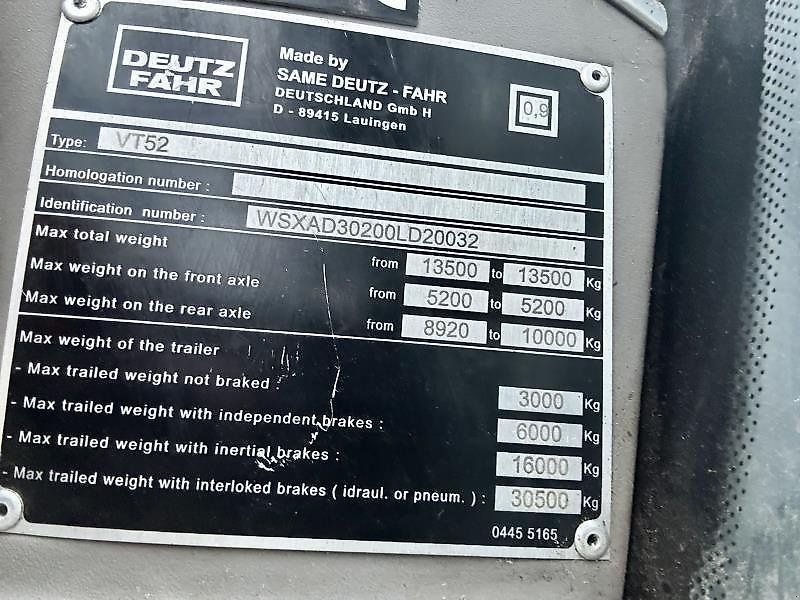 DEUTZ
FAHR
Made by
SAME DEUTZ - FAHR
DEUTSCHLAND Gmb H
D - 89415 Lauingen
0,9
Type: VT52
Homologation number :
Identification number : WSXAD30200LD20032
Max total weight from 13500 to 13500 Kg
Max weight on the front axle from 5200 to 5200 Kg
Max weight on the rear axle from 8920 to 10000 Kg
Max weight of the trailer
- Max trailed weight not braked : 3000 Kg
- Max trailed weight with independent brakes : 6000 Kg
- Max trailed weight with inertial brakes : 16000 Kg
- Max trailed weight with interloked brakes ( idraul. or pneum. ) : 30500 Kg
0445 5165